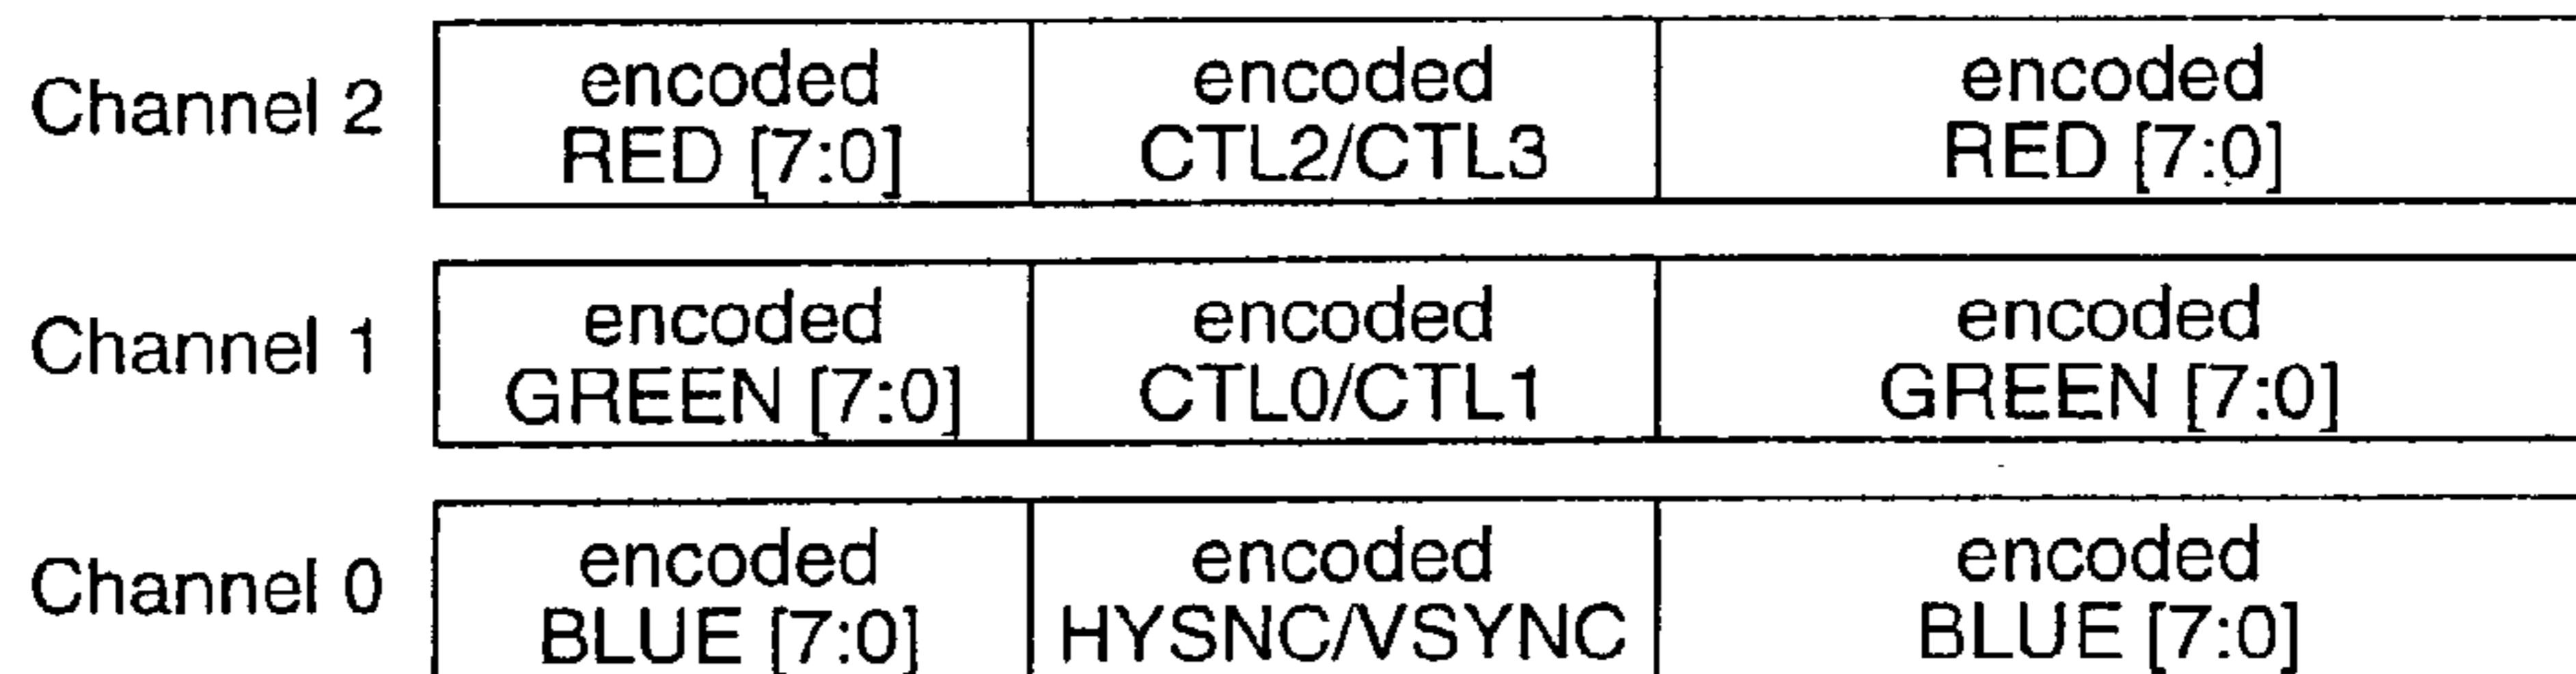 Channel 2
encoded
RED [7:0]
encoded
CTL2/CTL3
encoded
RED [7:0]
Channel 1
encoded
GREEN [7:0]
encoded
CTL0/CTL1
encoded
GREEN [7:0]
Channel 0
encoded
BLUE [7:0]
encoded
HYSNC/VSYNC
encoded
BLUE [7:0]